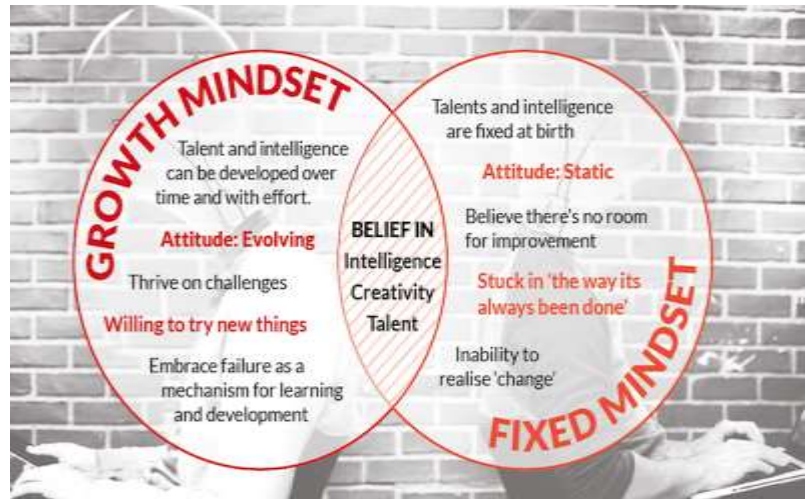 GROWTH MINDSET
Talent and intelligence
can be developed over
time and with effort.
Attitude: Evolving
Thrive on challenges
Willing to try new things
Embrace failure as a
mechanism for learning
and development
BELIEF IN
Intelligence
Creativity
Talent
Talents and intelligence
are fixed at birth
Attitude: Static
Believe there's no room
for improvement
Stuck in 'the way its
always been done'
Inability to
realise 'change'
FIXED MINDSET